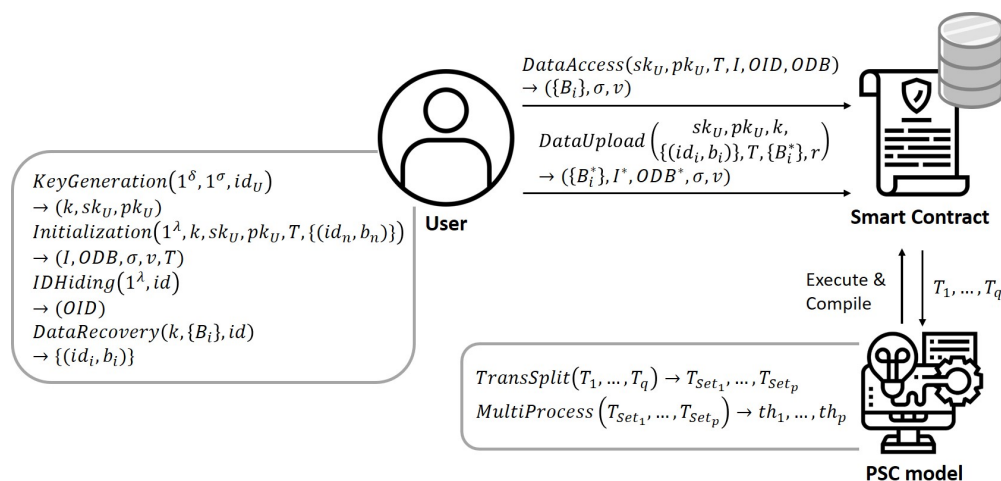 DataAccess(sk_U, pk_U, T, I, OID, ODB)
→ ({B_i}, σ, v)
DataUpload(sk_U, pk_U, k,
{(id_i, b_i)}, T, {B_i^*}, r)
→ ({B_i^*}, I^*, ODB^*, σ, v)
User
Smart Contract
KeyGeneration(1^δ, 1^σ, id_U)
→ (k, sk_U, pk_U)
Initialization(1^λ, k, sk_U, pk_U, T, {(id_n, b_n)})
→ (I, ODB, σ, v, T)
IDHiding(1^λ, id)
→ (OID)
DataRecovery(k, {B_i}, id)
→ {(id_i, b_i)}
Execute &
Compile
T_1, ..., T_q
TransSplit(T_1, ..., T_q) → T_{Set_1}, ..., T_{Set_p}
MultiProcess(T_{Set_1}, ..., T_{Set_p}) → th_1, ..., th_p
PSC model